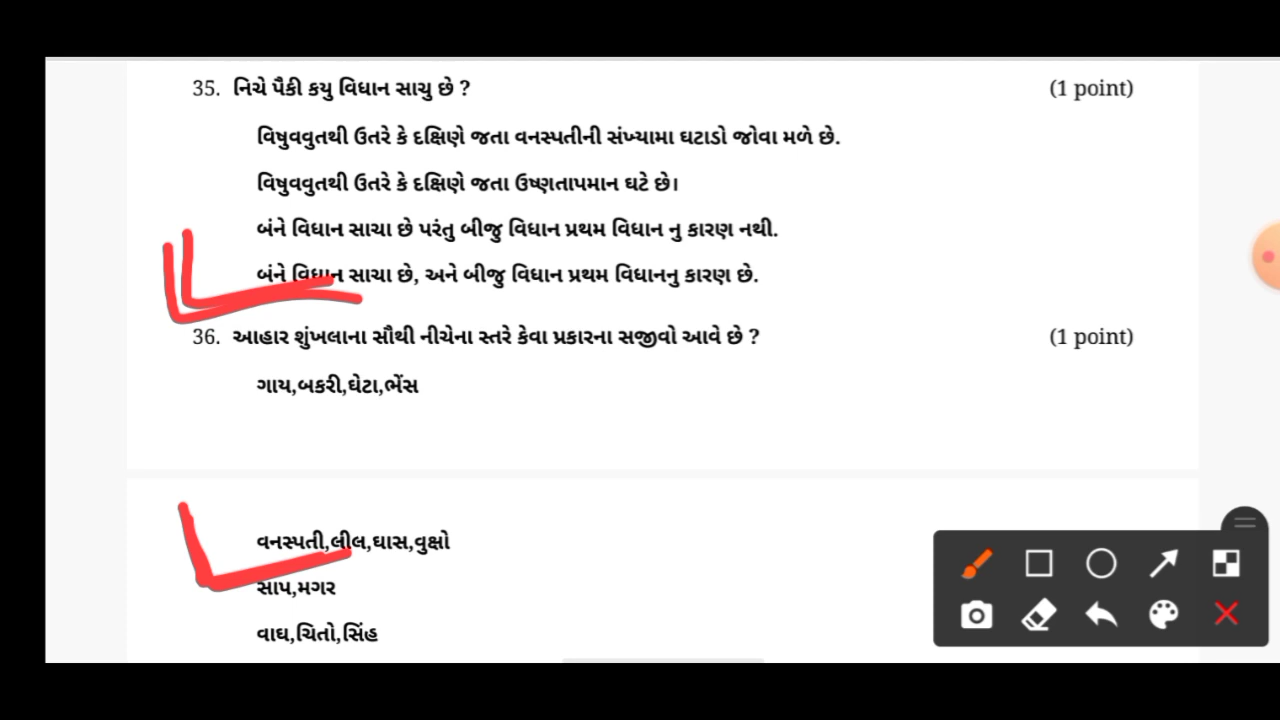 35. નિચે પૈકી કયુ વિધાન સાચુ છે ? (1 point)
વિષુવવુતથી ઉતરે કે દક્ષિણે જતા વનસ્પતીની સંખ્યામા ઘટાડો જોવા મળે છે.
વિષુવવુતથી ઉતરે કે દક્ષિણે જતા ઉષ્ણતાપમાન ઘટે છે।
બંને વિધાન સાચા છે પરંતુ બીજુ વિધાન પ્રથમ વિધાન નુ કારણ નથી.
બંને વિધાન સાચા છે, અને બીજુ વિધાન પ્રથમ વિધાનનુ કારણ છે.
36. આહાર શુંખલાના સૌથી નીચેના સ્તરે કેવા પ્રકારના સજીવો આવે છે ? (1 point)
ગાય,બકરી,ઘેટા,ભેંસ
વનસ્પતી,લીલ,ઘાસ,વુક્ષો
સાપ,મગર
વાઘ,ચિતો,સિંહ